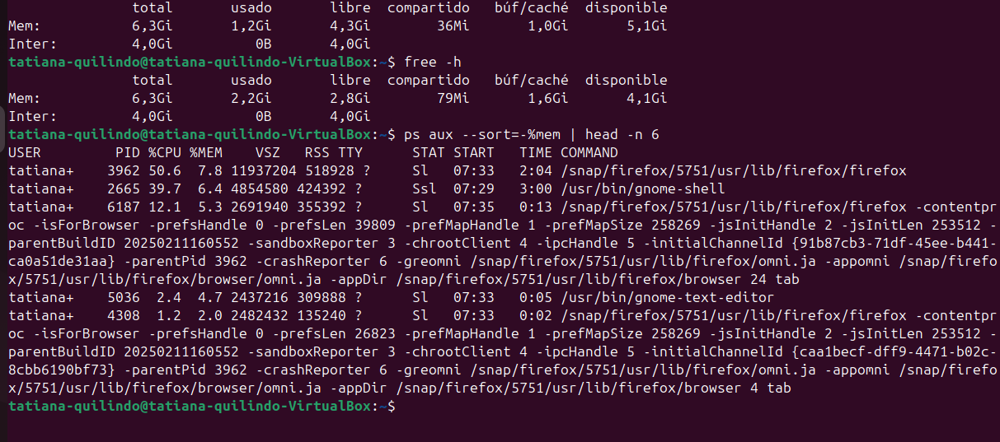 total       usado       libre  compartido   búf/caché  disponible
Mem:           6,3Gi       1,2Gi       4,3Gi        36Mi       1,0Gi       5,1Gi
Inter:         4,0Gi          0B       4,0Gi
tatiana-quilindo@tatiana-quilindo-VirtualBox:~$ free -h
               total       usado       libre  compartido   búf/caché  disponible
Mem:           6,3Gi       2,2Gi       2,8Gi        79Mi       1,6Gi       4,1Gi
Inter:         4,0Gi          0B       4,0Gi
tatiana-quilindo@tatiana-quilindo-VirtualBox:~$ ps aux --sort=-%mem | head -n 6
USER         PID %CPU %MEM    VSZ   RSS TTY      STAT START   TIME COMMAND
tatiana+    3962 50.6  7.8 11937204 518928 ?     Sl   07:33   2:04 /snap/firefox/5751/usr/lib/firefox/firefox
tatiana+    2665 39.7  6.4 4854580 424392 ?      Ssl  07:29   3:00 /usr/bin/gnome-shell
tatiana+    6187 12.1  5.3 2691940 355392 ?      Sl   07:35   0:13 /snap/firefox/5751/usr/lib/firefox/firefox -contentpr
oc -isForBrowser -prefsHandle 0 -prefsLen 39809 -prefMapHandle 1 -prefMapSize 258269 -jsInitHandle 2 -jsInitLen 253512 -
parentBuildID 20250211160552 -sandboxReporter 3 -chrootClient 4 -ipcHandle 5 -initialChannelId {91b87cb3-71df-45ee-b441-
ca0a51de31aa} -parentPid 3962 -crashReporter 6 -greomni /snap/firefox/5751/usr/lib/firefox/omni.ja -appomni /snap/firefo
x/5751/usr/lib/firefox/browser/omni.ja -appDir /snap/firefox/5751/usr/lib/firefox/browser 24 tab
tatiana+    5036  2.4  4.7 2437216 309888 ?      Sl   07:33   0:05 /usr/bin/gnome-text-editor
tatiana+    4308  1.2  2.0 2482432 135240 ?      Sl   07:33   0:02 /snap/firefox/5751/usr/lib/firefox/firefox -contentpr
oc -isForBrowser -prefsHandle 0 -prefsLen 26823 -prefMapHandle 1 -prefMapSize 258269 -jsInitHandle 2 -jsInitLen 253512 -
parentBuildID 20250211160552 -sandboxReporter 3 -chrootClient 4 -ipcHandle 5 -initialChannelId {caa1becf-dff9-4471-b02c-
8cbb6190bf73} -parentPid 3962 -crashReporter 6 -greomni /snap/firefox/5751/usr/lib/firefox/omni.ja -appomni /snap/firefo
x/5751/usr/lib/firefox/browser/omni.ja -appDir /snap/firefox/5751/usr/lib/firefox/browser 4 tab
tatiana-quilindo@tatiana-quilindo-VirtualBox:~$